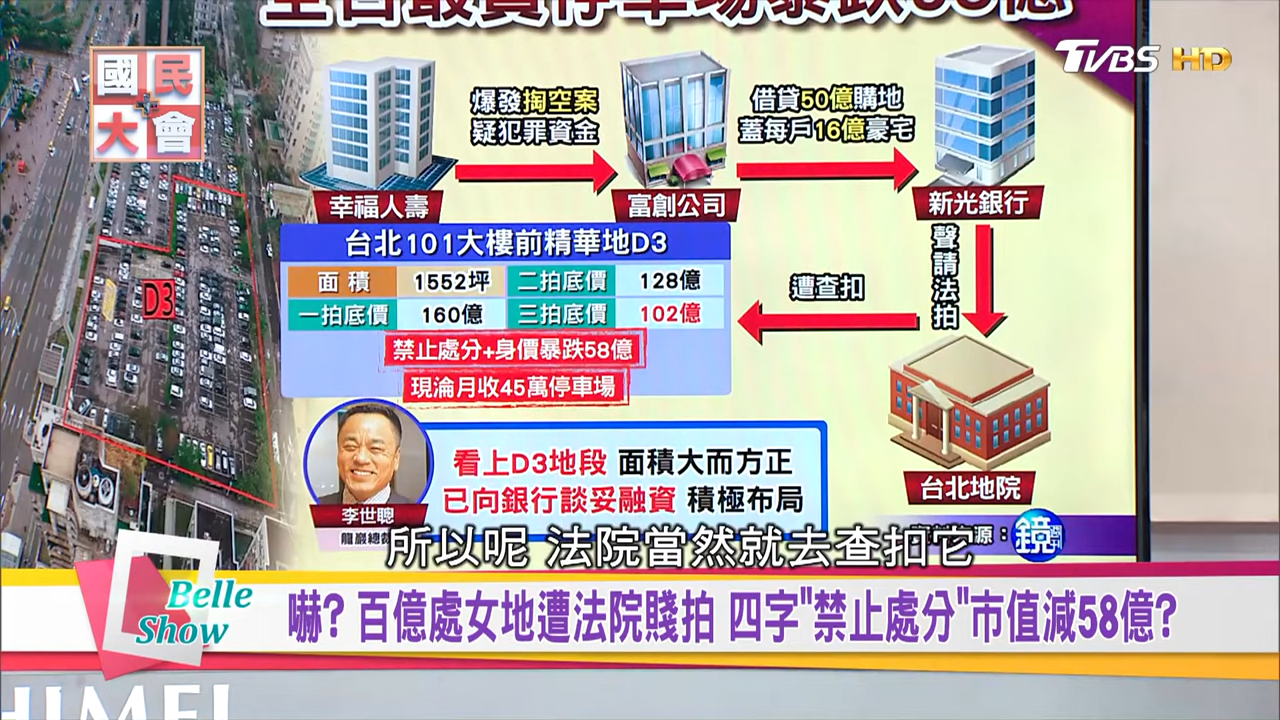 全台最貴停車場暴跌58億
TVBS HD
國民
大會
爆發掏空案
疑犯罪資金
借貸50億購地
蓋每戶16億豪宅
幸福人壽
富創公司
新光銀行
台北101大樓前精華地D3
面積 1552坪 二拍底價 128億
一拍底價 160億 三拍底價 102億
禁止處分+身價暴跌58億
現淪月收45萬停車場
遭查扣
聲請法拍
D3
台北地院
看上D3地段 面積大而方正
已向銀行談妥融資 積極布局
李世聰
龍巖總裁
源：鏡週刊
所以呢 法院當然就去查扣它
Belle
Show
嚇? 百億處女地遭法院賤拍 四字"禁止處分"市值減58億?
HIMEI